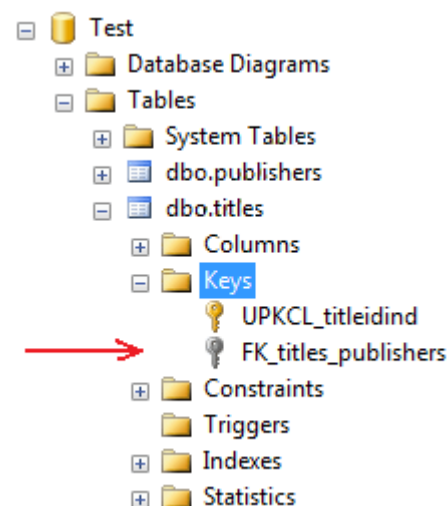 Test
Database Diagrams
Tables
System Tables
dbo.publishers
dbo.titles
Columns
Keys
UPKCL_titleidind
FK_titles_publishers
Constraints
Triggers
Indexes
Statistics